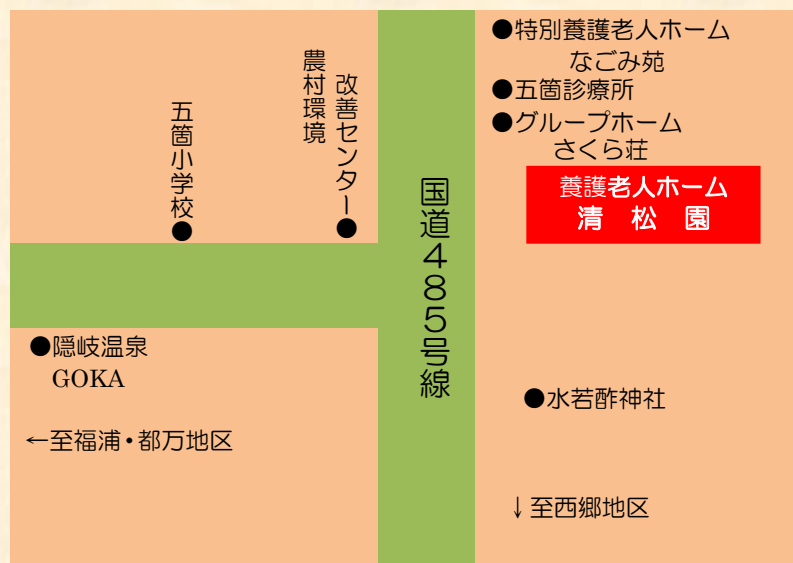 ●特別養護老人ホーム
なごみ苑
●五箇診療所
●グループホーム
さくら荘
養護老人ホーム
清 松 園
農村環境
改善センター●
五箇小学校●
国道485号線
●隠岐温泉
GOKA
←至福浦・都万地区
●水若酢神社
↓至西郷地区